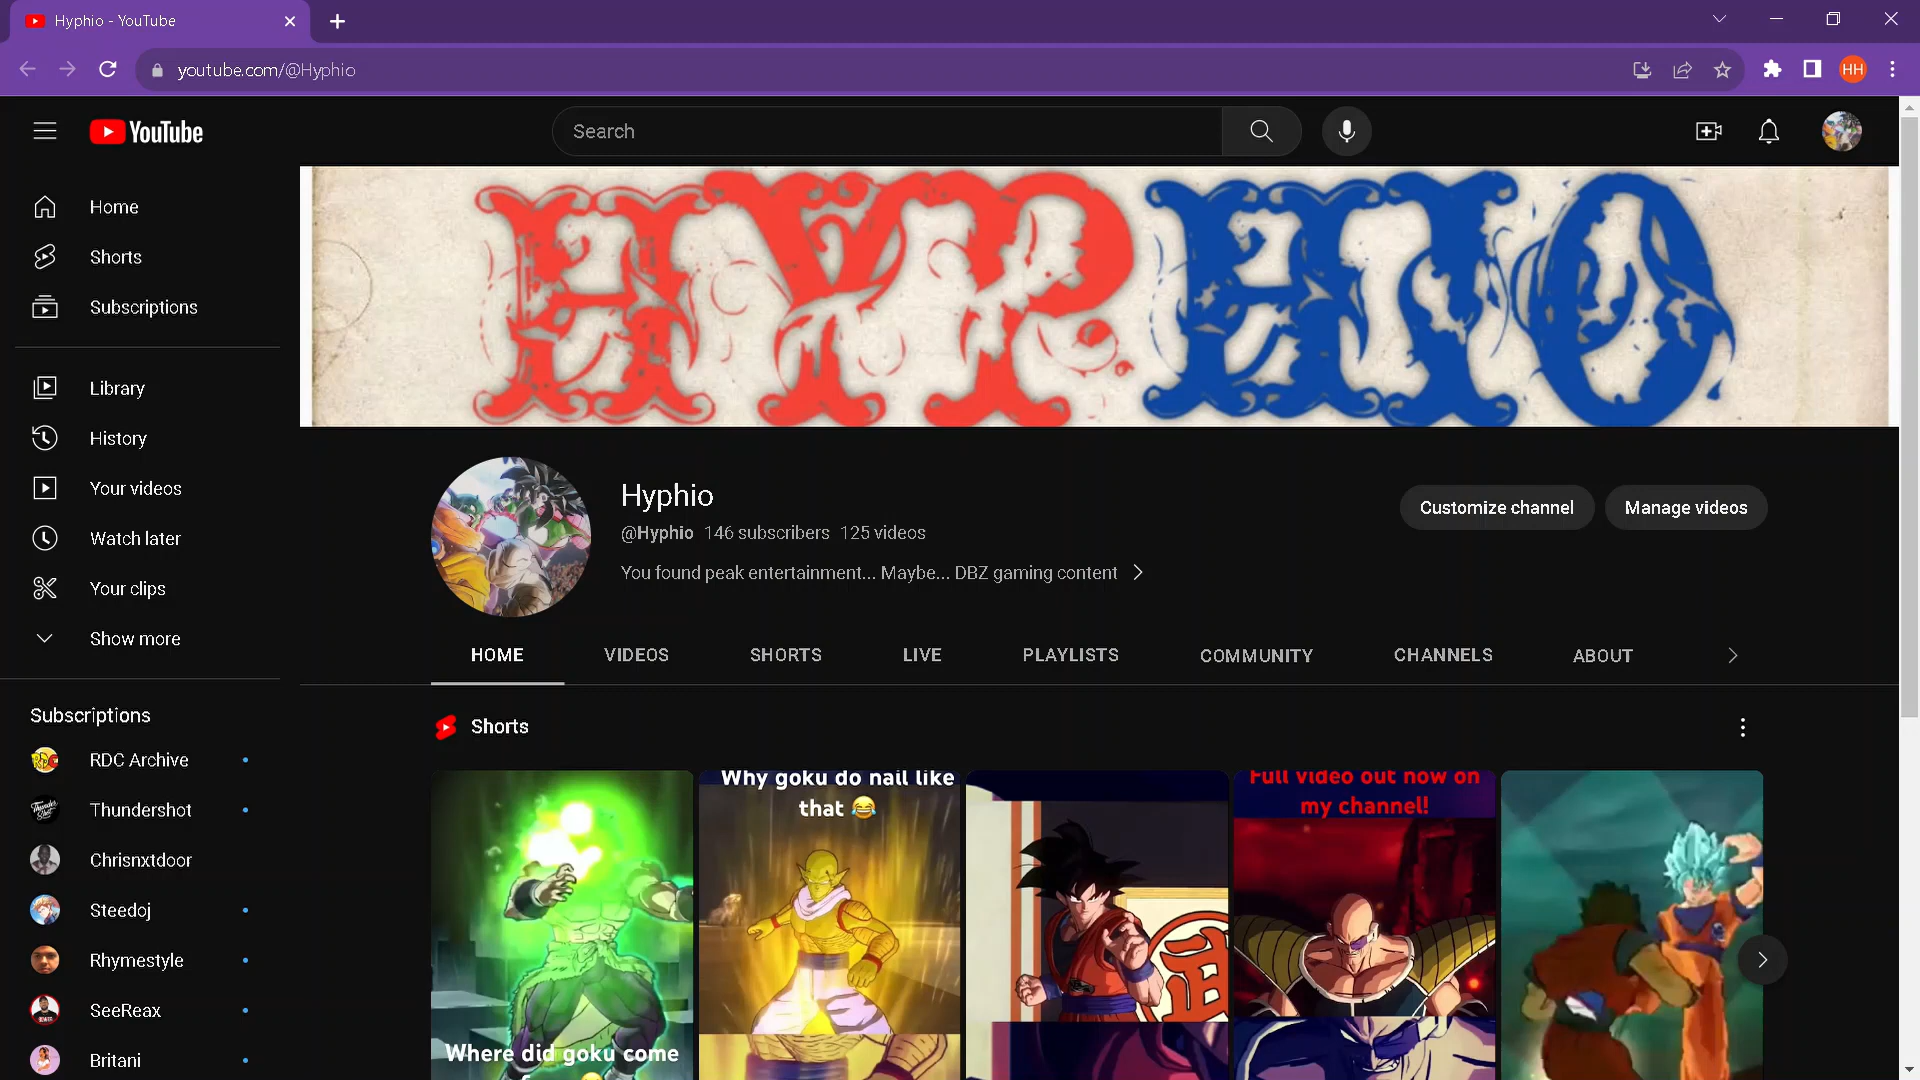 Hyphio - YouTube
youtube.com/@Hyphio
HH
YouTube
Search
Home
Shorts
Subscriptions
Library
History
Your videos
Watch later
Your clips
Show more
Subscriptions
RDC Archive
Thundershot
Chrisnxtdoor
Steedoj
Rhymestyle
SeeReax
Britani
HYPHIO
Hyphio
@Hyphio 146 subscribers 125 videos
You found peak entertainment... Maybe... DBZ gaming content
Customize channel
Manage videos
HOME
VIDEOS
SHORTS
LIVE
PLAYLISTS
COMMUNITY
CHANNELS
ABOUT
Shorts
Where did goku come
Why goku do nail like
that 😂
Full video out now on
my channel!